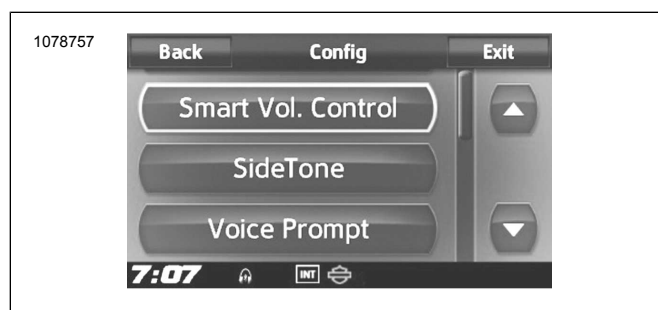 1078757
Back Config Exit
Smart Vol. Control
SideTone
Voice Prompt
7:07 INT